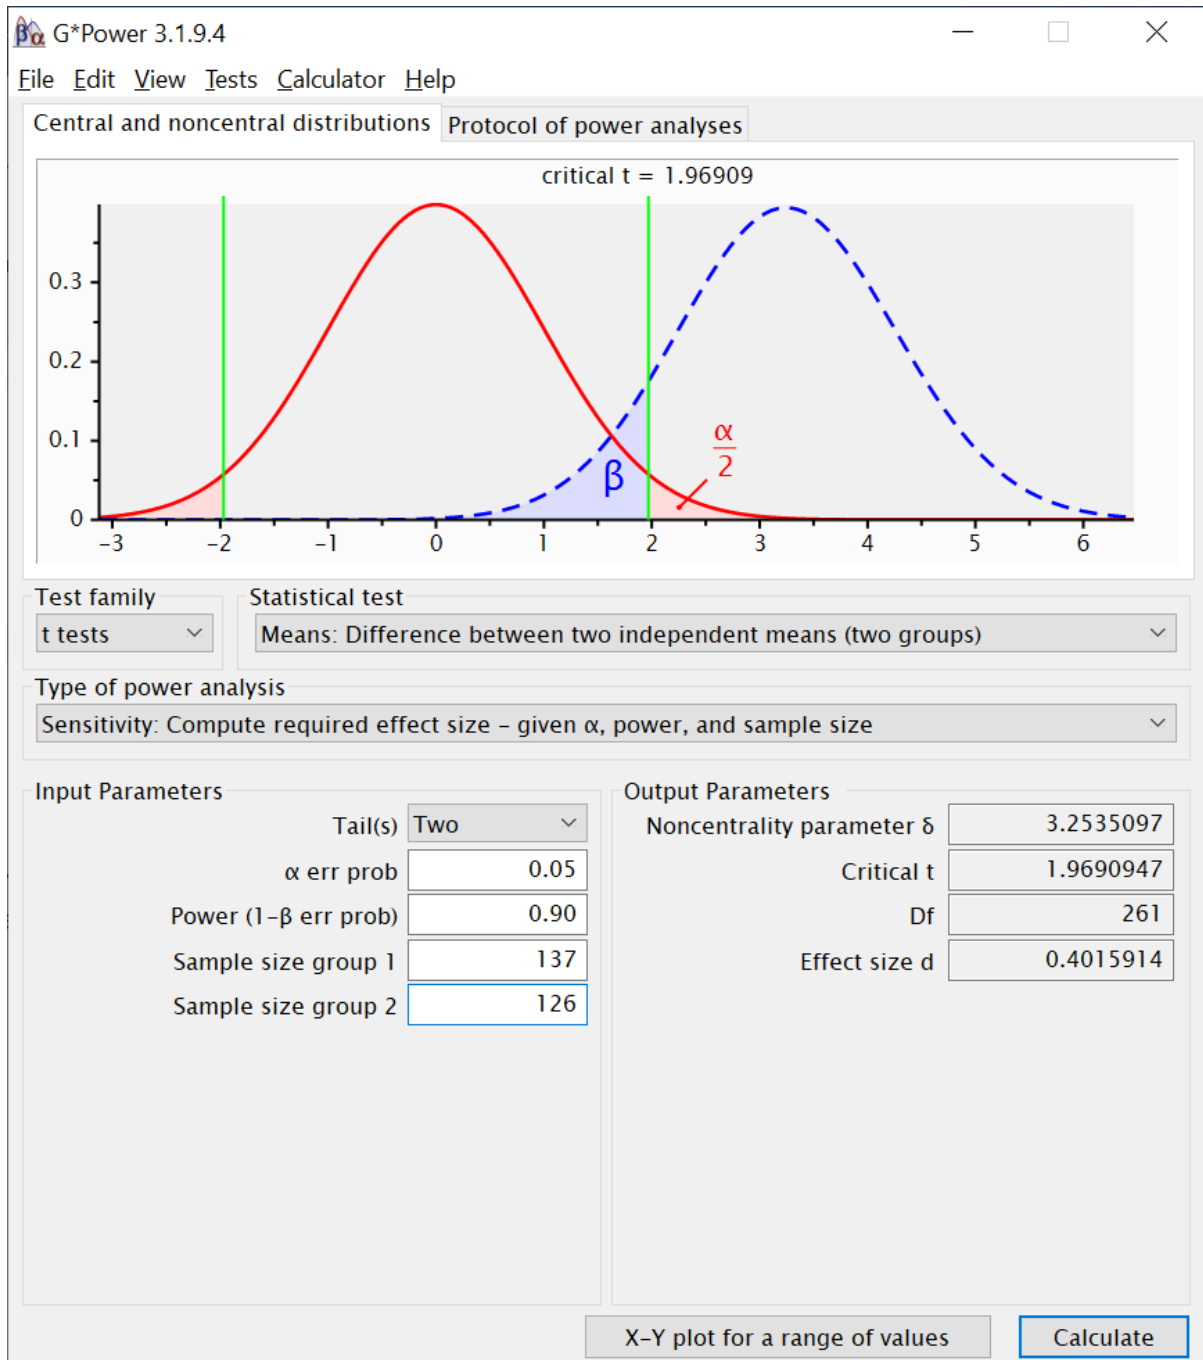 G*Power 3.1.9.4
File Edit View Tests Calculator Help
Central and noncentral distributions Protocol of power analyses
critical t = 1.96909
0.3
0.2
0.1
0
α
2
β
-3 -2 -1 0 1 2 3 4 5 6
Test family Statistical test
t tests Means: Difference between two independent means (two groups)
Type of power analysis
Sensitivity: Compute required effect size – given α, power, and sample size
Input Parameters Output Parameters
Tail(s) Two Noncentrality parameter δ 3.2535097
α err prob 0.05 Critical t 1.9690947
Power (1–β err prob) 0.90 Df 261
Sample size group 1 137 Effect size d 0.4015914
Sample size group 2 126
X–Y plot for a range of values Calculate